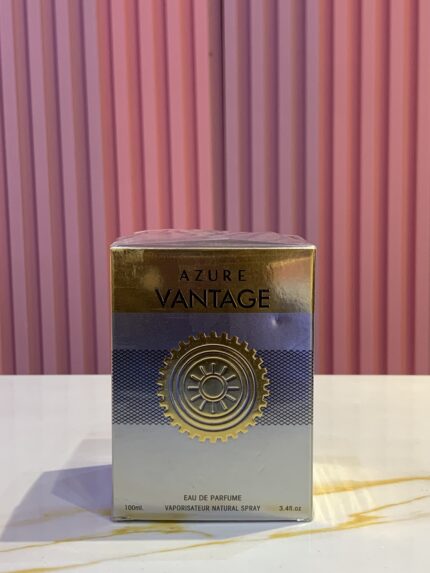 AZURE
VANTAGE
EAU DE PARFUME
100ml. VAPORISATEUR NATURAL SPRAY 3.4fl.oz